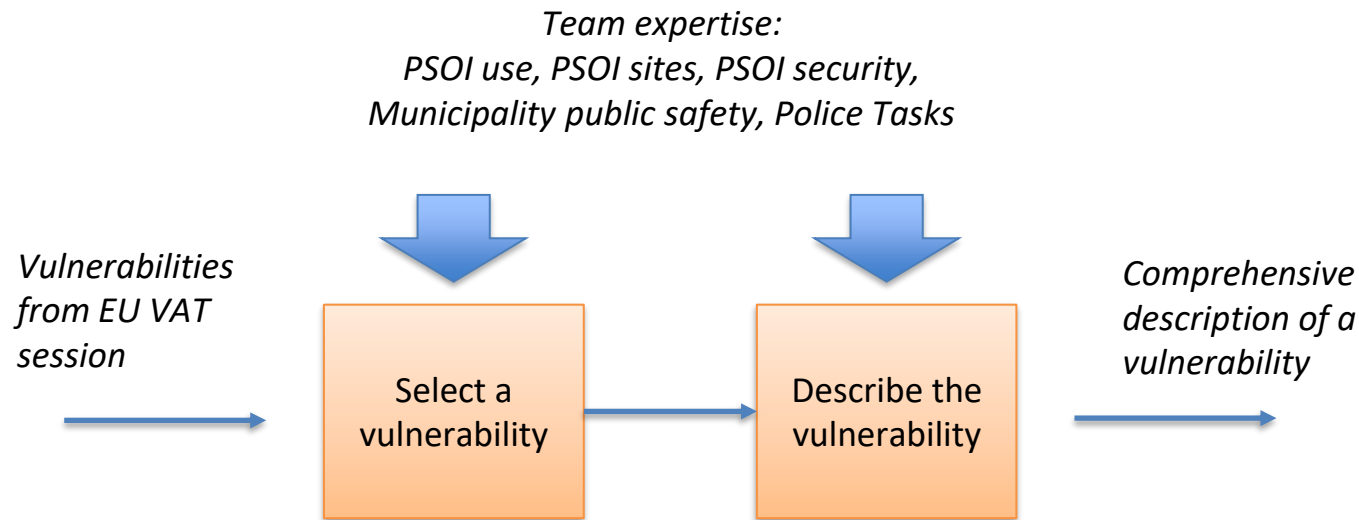 Team expertise:
PSOI use, PSOI sites, PSOI security,
Municipality public safety, Police Tasks
Vulnerabilities
from EU VAT
session
Select a
vulnerability
Describe the
vulnerability
Comprehensive
description of a
vulnerability